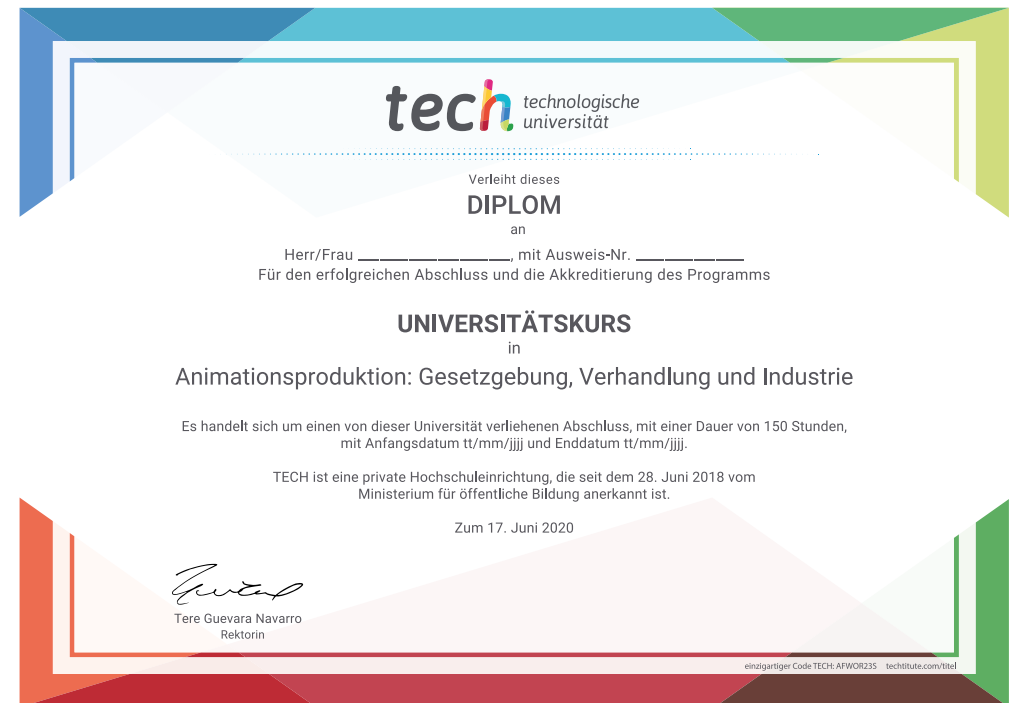 tech technologische
universität
Verleiht dieses
DIPLOM
an
Herr/Frau ________________, mit Ausweis-Nr. ____________
Für den erfolgreichen Abschluss und die Akkreditierung des Programms
UNIVERSITÄTSKURS
in
Animationsproduktion: Gesetzgebung, Verhandlung und Industrie
Es handelt sich um einen von dieser Universität verliehenen Abschluss, mit einer Dauer von 150 Stunden,
mit Anfangsdatum tt/mm/jjjj und Enddatum tt/mm/jjjj.
TECH ist eine private Hochschuleinrichtung, die seit dem 28. Juni 2018 vom
Ministerium für öffentliche Bildung anerkannt ist.
Zum 17. Juni 2020
Tere Guevara Navarro
Rektorin
einzigartiger Code TECH: AFWOR23S techtitute.com/titel